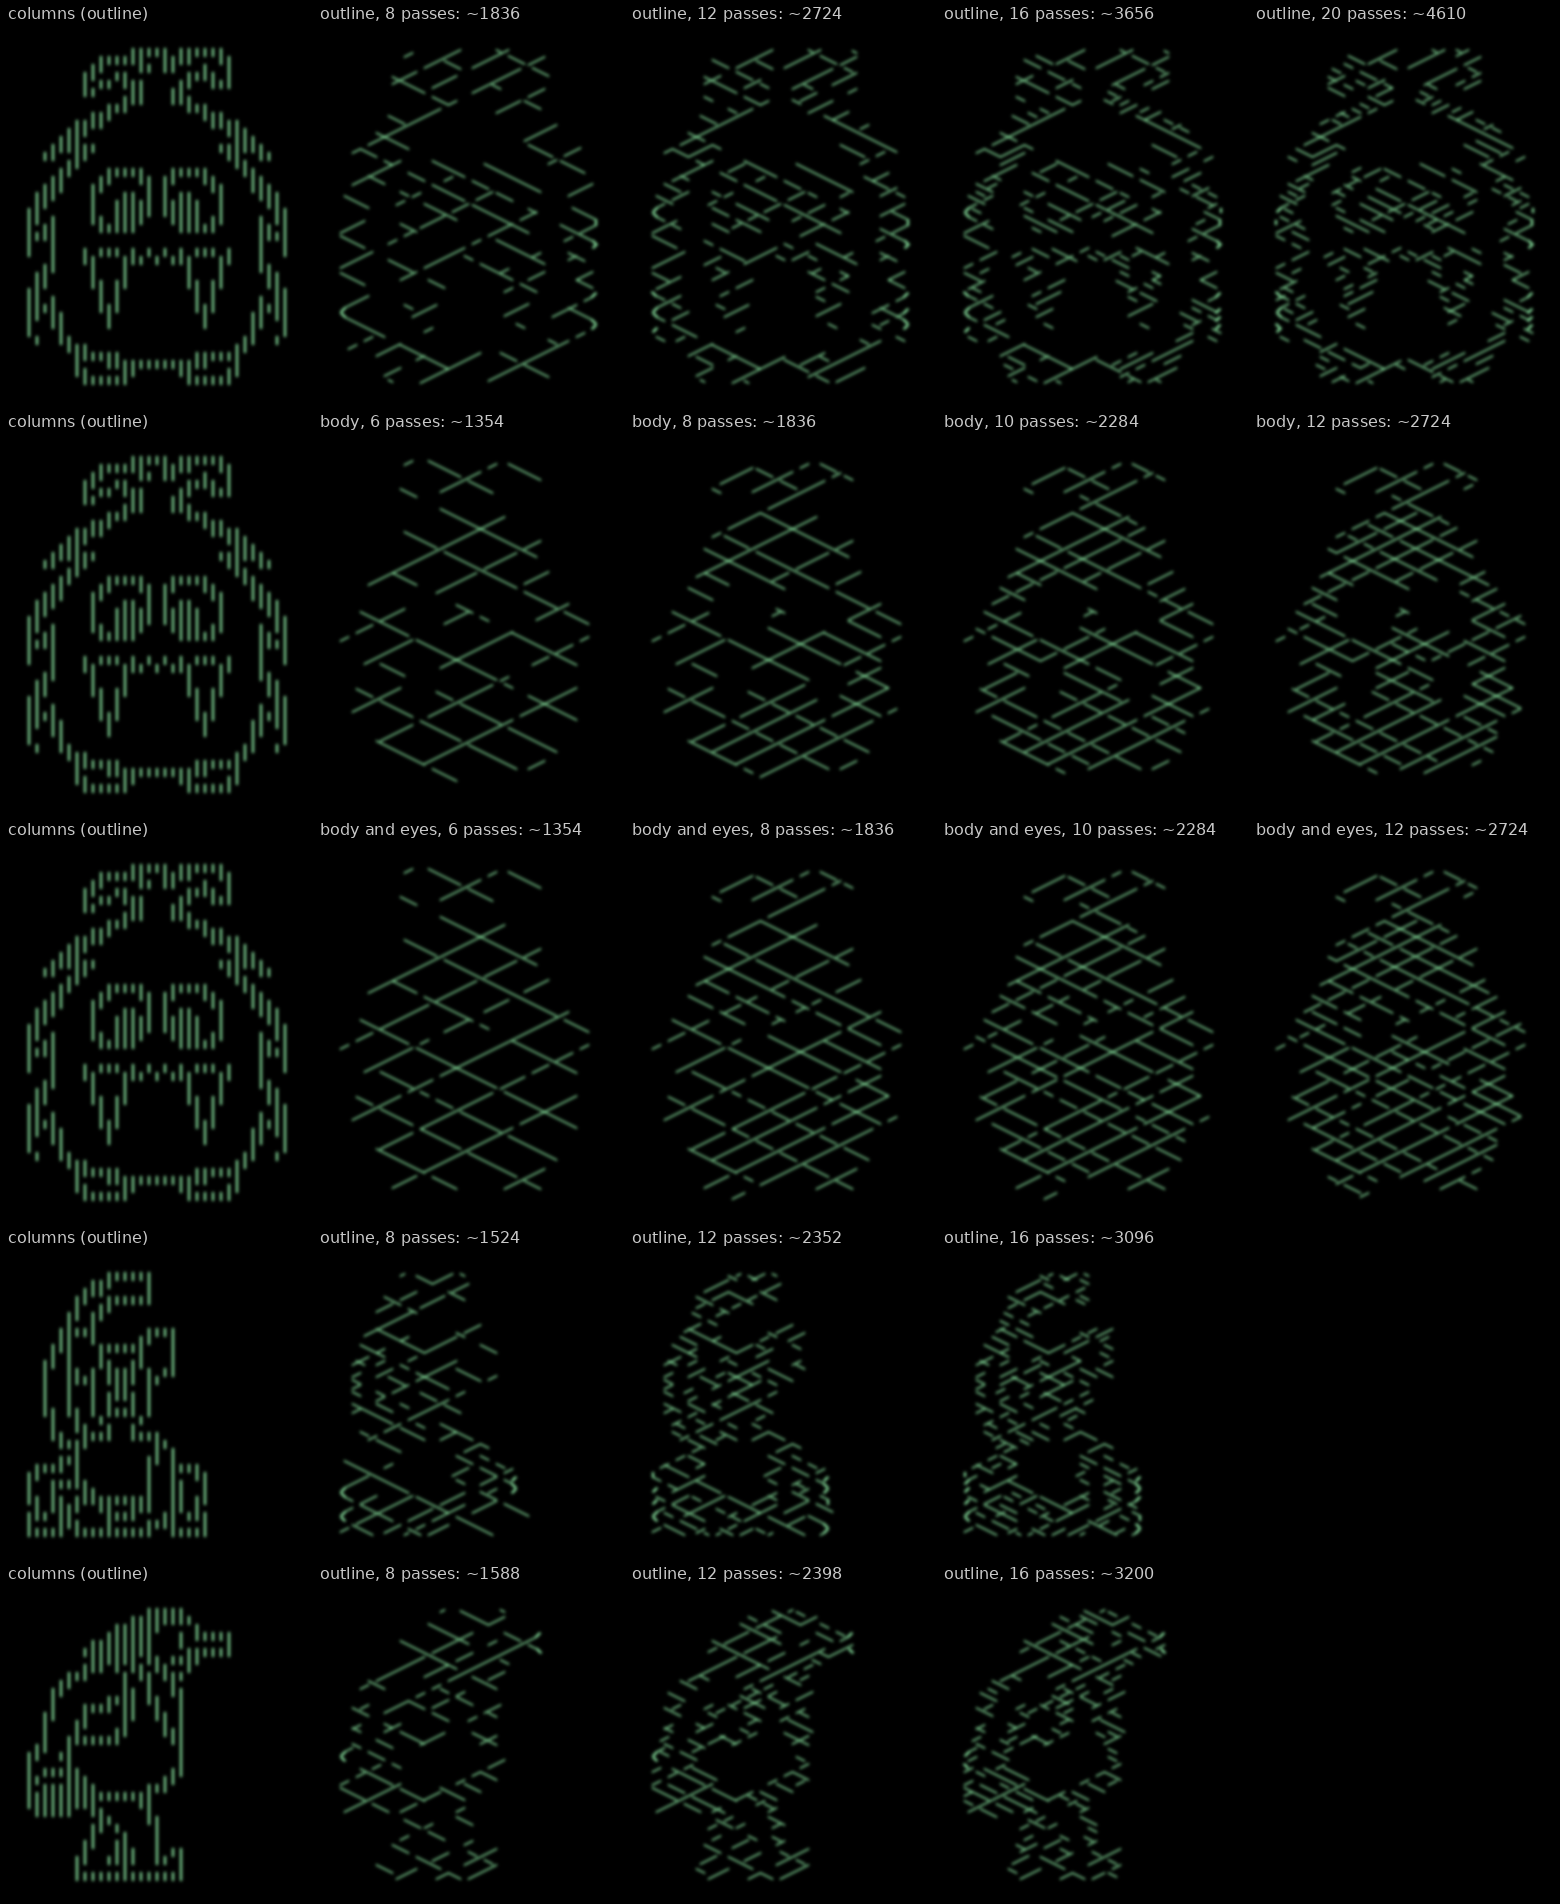 columns (outline) outline, 8 passes: ~1836 outline, 12 passes: ~2724 outline, 16 passes: ~3656 outline, 20 passes: ~4610
columns (outline) body, 6 passes: ~1354 body, 8 passes: ~1836 body, 10 passes: ~2284 body, 12 passes: ~2724
columns (outline) body and eyes, 6 passes: ~1354 body and eyes, 8 passes: ~1836 body and eyes, 10 passes: ~2284 body and eyes, 12 passes: ~2724
columns (outline) outline, 8 passes: ~1524 outline, 12 passes: ~2352 outline, 16 passes: ~3096
columns (outline) outline, 8 passes: ~1588 outline, 12 passes: ~2398 outline, 16 passes: ~3200